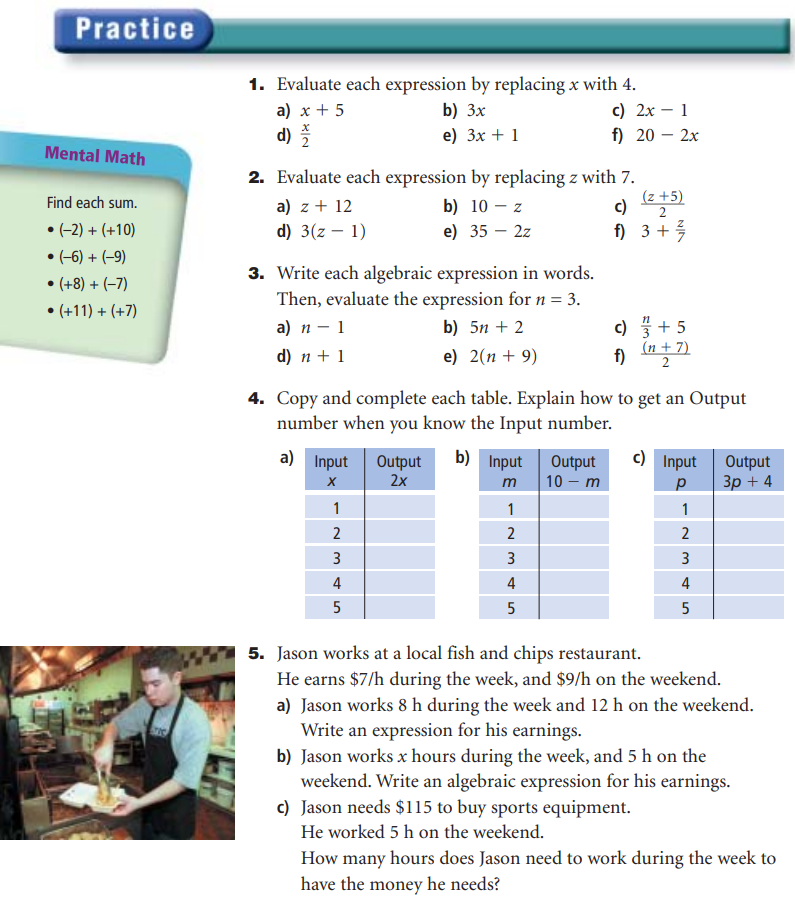 Practice
1. Evaluate each expression by replacing x with 4.
a) x + 5 b) 3x c) 2x − 1
d) x/2 e) 3x + 1 f) 20 − 2x
Mental Math
Find each sum.
• (–2) + (+10)
• (–6) + (–9)
• (+8) + (–7)
• (+11) + (+7)
2. Evaluate each expression by replacing z with 7.
a) z + 12 b) 10 − z c) (z +5)/2
d) 3(z − 1) e) 35 − 2z f) 3 + z/7
3. Write each algebraic expression in words.
Then, evaluate the expression for n = 3.
a) n − 1 b) 5n + 2 c) n/3 + 5
d) n + 1 e) 2(n + 9) f) (n + 7)/2
4. Copy and complete each table. Explain how to get an Output
number when you know the Input number.
a) Input Output b) Input Output c) Input Output
x 2x m 10 − m p 3p + 4
1 1 1
2 2 2
3 3 3
4 4 4
5 5 5
5. Jason works at a local fish and chips restaurant.
He earns $7/h during the week, and $9/h on the weekend.
a) Jason works 8 h during the week and 12 h on the weekend.
Write an expression for his earnings.
b) Jason works x hours during the week, and 5 h on the
weekend. Write an algebraic expression for his earnings.
c) Jason needs $115 to buy sports equipment.
He worked 5 h on the weekend.
How many hours does Jason need to work during the week to
have the money he needs?